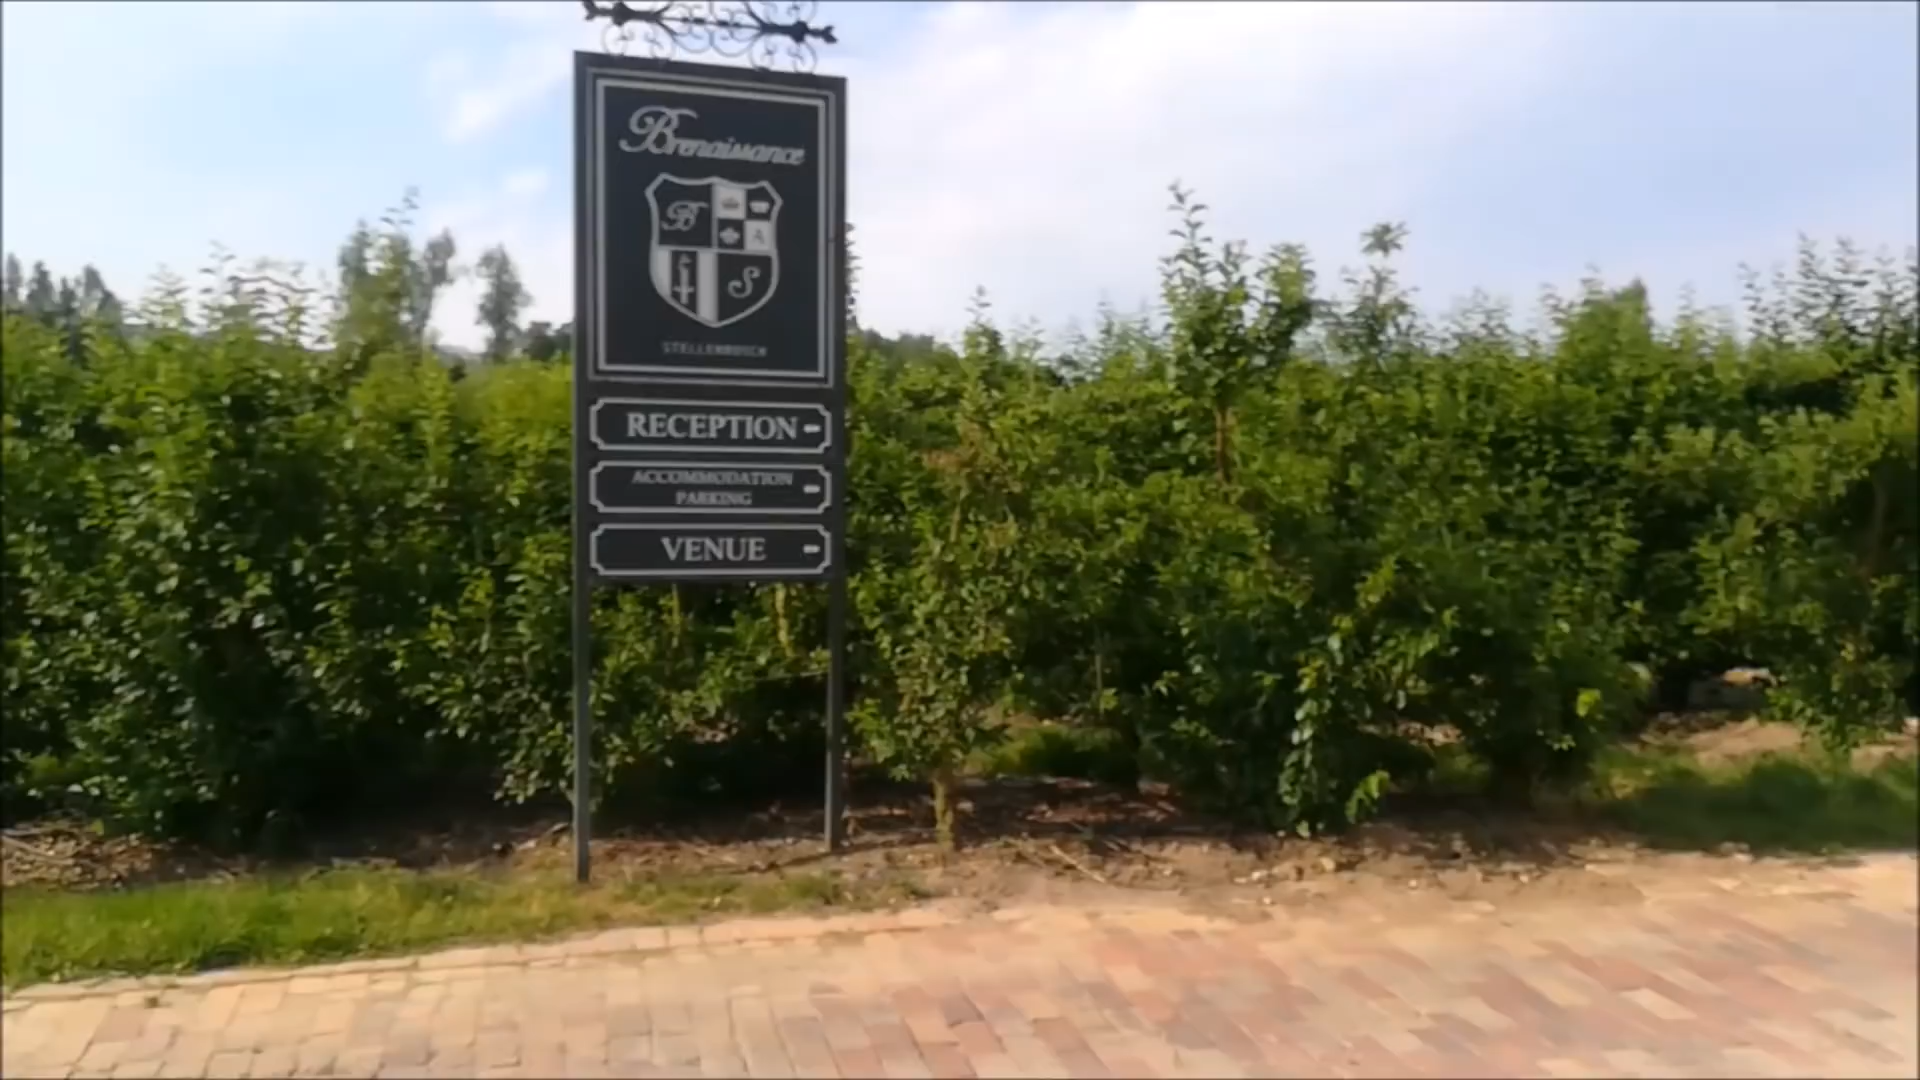 Brenaissance
B
A
S
STELLENBOSCH
RECEPTION
ACCOMMODATION
PARKING
VENUE